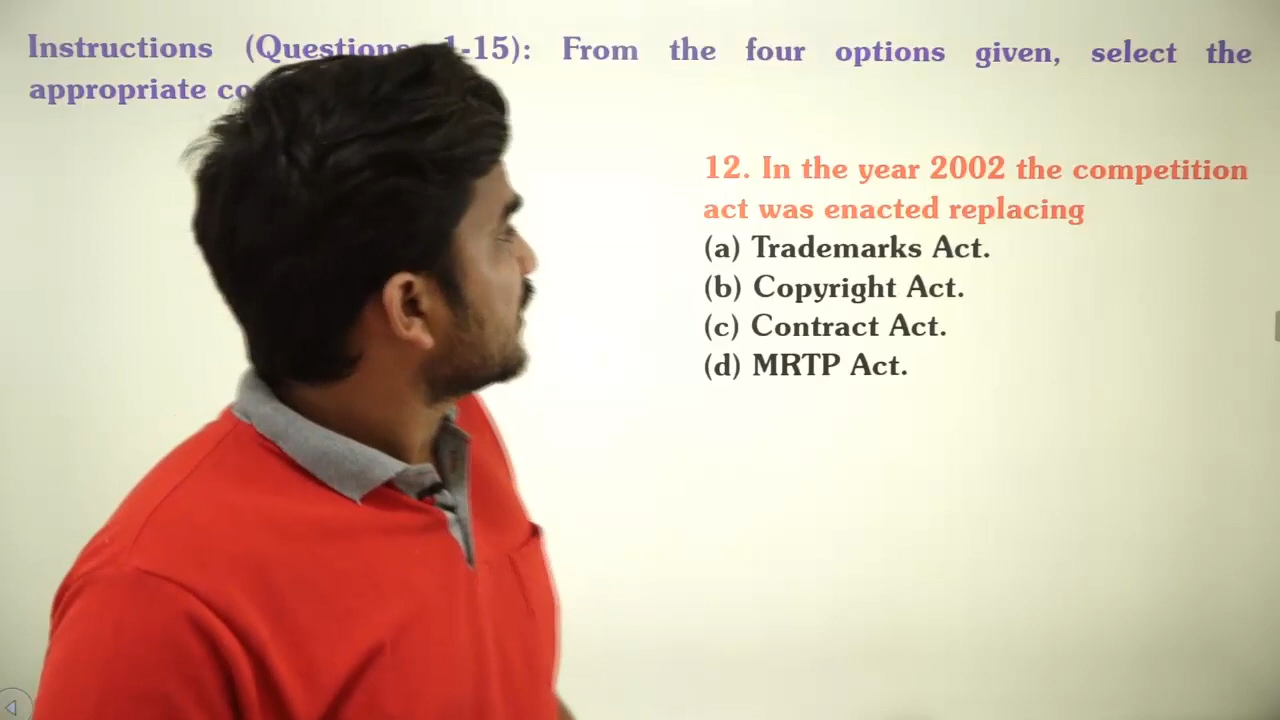 Instructions (Questions 1-15): From the four options given, select the
appropriate
12. In the year 2002 the competition
act was enacted replacing
(a) Trademarks Act.
(b) Copyright Act.
(c) Contract Act.
(d) MRTP Act.